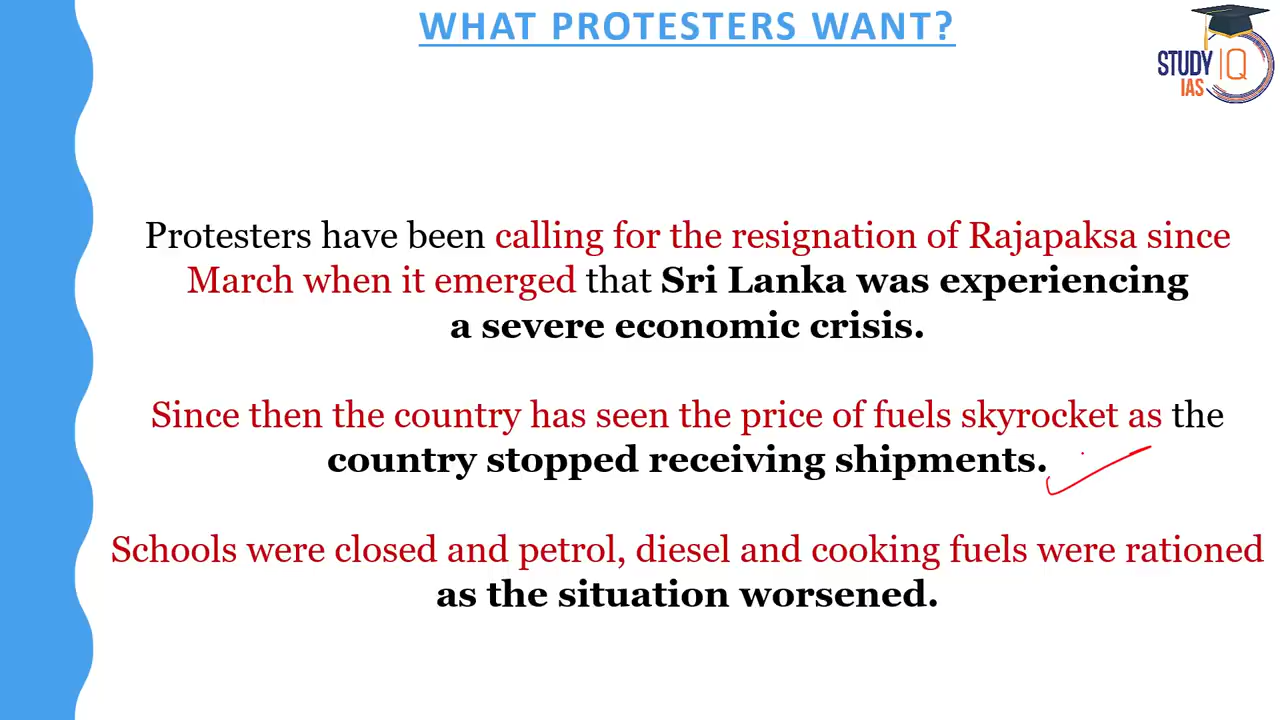 WHAT PROTESTERS WANT?
STUDY IQ
IAS
Protesters have been calling for the resignation of Rajapaksa since
March when it emerged that Sri Lanka was experiencing
a severe economic crisis.
Since then the country has seen the price of fuels skyrocket as the
country stopped receiving shipments.
Schools were closed and petrol, diesel and cooking fuels were rationed
as the situation worsened.